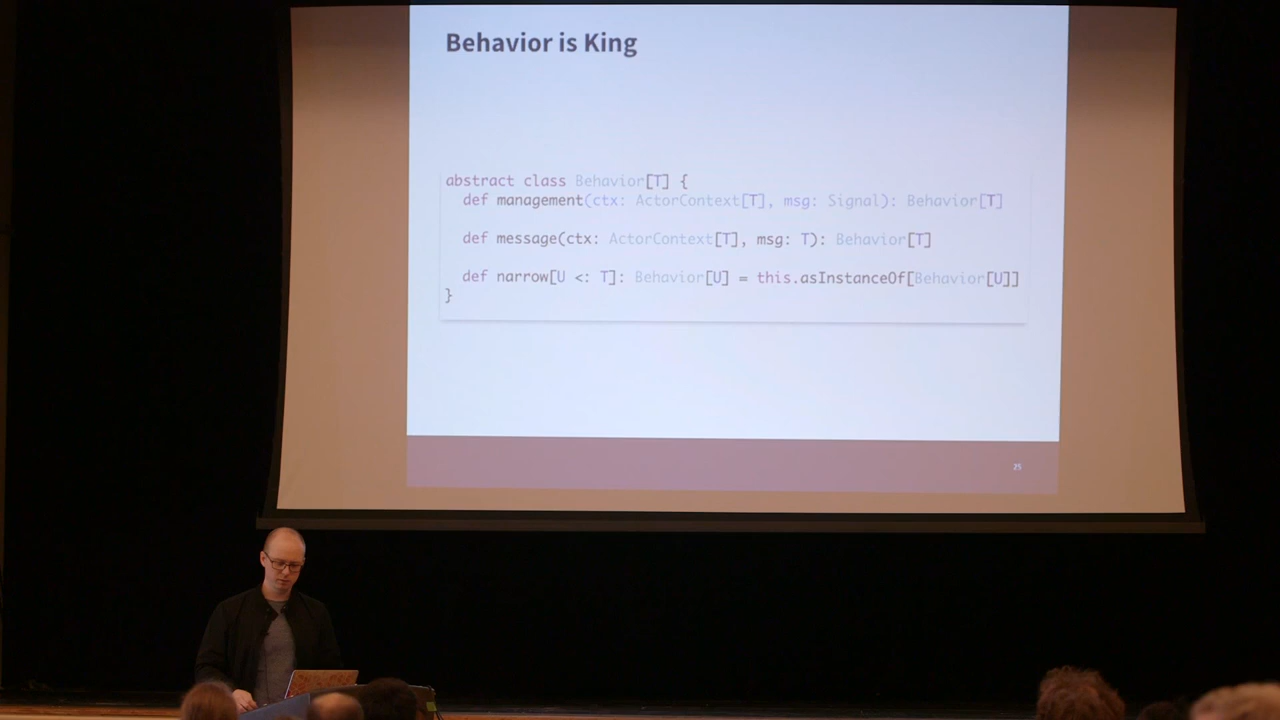 Behavior is King
abstract class Behavior[T] {
def management(ctx: ActorContext[T], msg: Signal): Behavior[T]
def message(ctx: ActorContext[T], msg: T): Behavior[T]
def narrow[U <: T]: Behavior[U] = this.asInstanceOf[Behavior[U]]
}
25